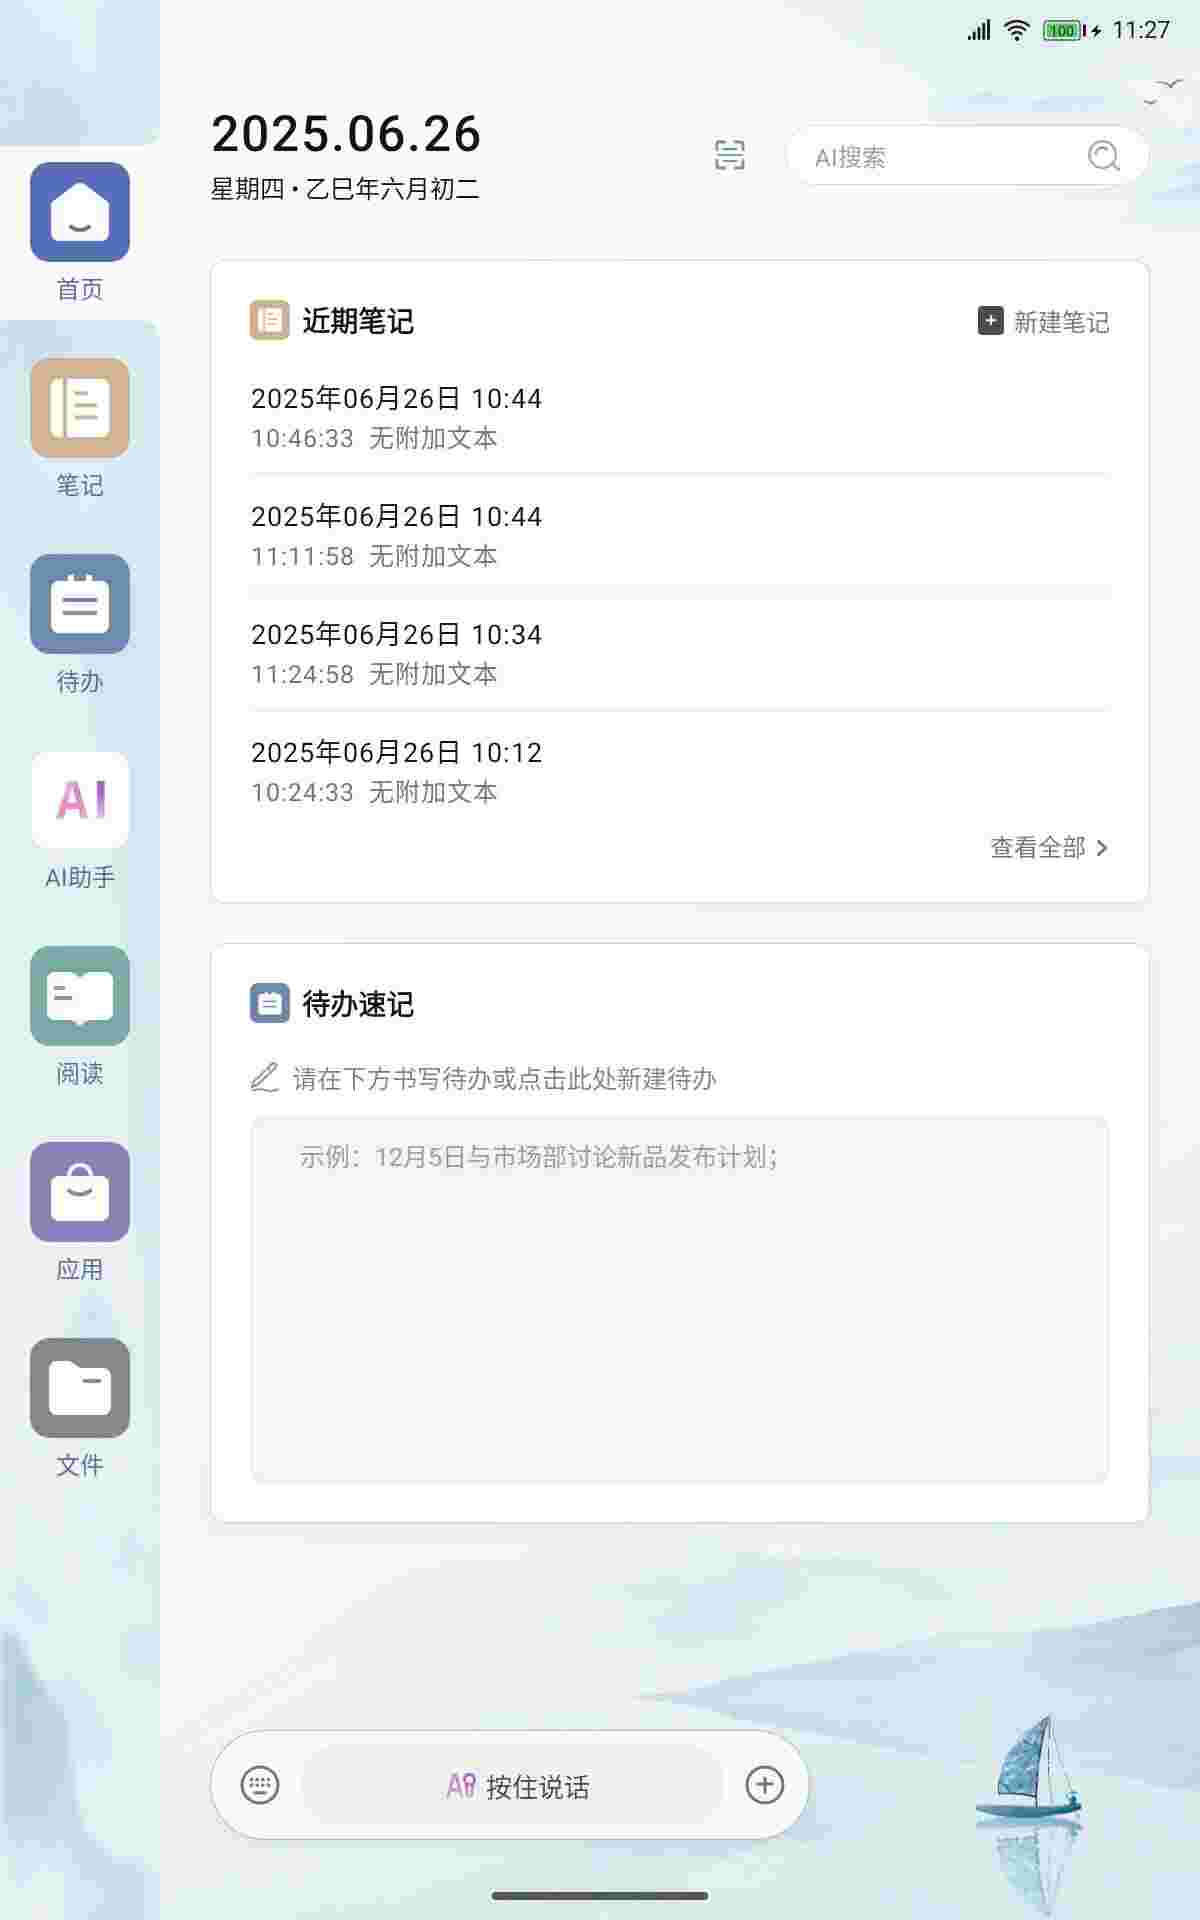 100 11:27
2025.06.26
星期四·乙巳年六月初二
AI搜索
首页
笔记
待办
AI
AI助手
阅读
应用
文件
近期笔记
新建笔记
2025年06月26日 10:44
10:46:33 无附加文本
2025年06月26日 10:44
11:11:58 无附加文本
2025年06月26日 10:34
11:24:58 无附加文本
2025年06月26日 10:12
10:24:33 无附加文本
查看全部
待办速记
请在下方书写待办或点击此处新建待办
示例：12月5日与市场部讨论新品发布计划；
AI 按住说话